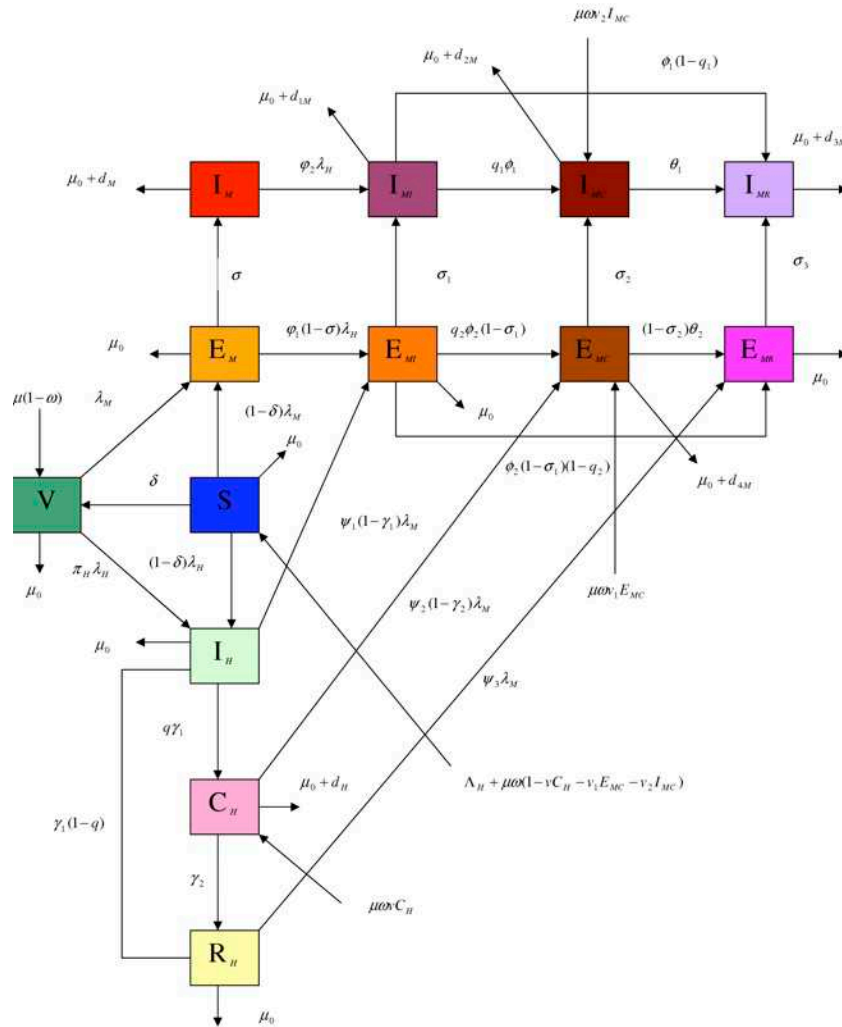 μων₂I_MC
μ₀ + d_2M
ϕ₁(1−q₁)
μ₀ + d_1M
μ₀ + d_3M
μ₀ + d_M
I_M
φ₂λ_H
I_MI
q₁ϕ₁
I_MC
θ₁
I_MR
σ
σ₁
σ₂
σ₃
μ₀
E_M
φ₁(1−σ)λ_H
E_MI
q₂ϕ₂(1−σ₁)
E_MC
(1−σ₂)θ₂
E_MR
μ₀
μ₀
μ(1−ω)
λ_M
(1−δ)λ_M
μ₀
ϕ₂(1−σ₁)(1−q₂)
μ₀ + d_4M
V
δ
S
ψ₁(1−γ₁)λ_M
μ₀
π_Hλ_H
(1−δ)λ_H
ψ₂(1−γ₂)λ_M
μων₁E_MC
μ₀
I_H
ψ₃λ_M
qγ₁
Λ_H + μω(1−νC_H − ν₁E_MC − ν₂I_MC)
C_H
μ₀ + d_H
γ₁(1−q)
γ₂
μωνC_H
R_H
μ₀